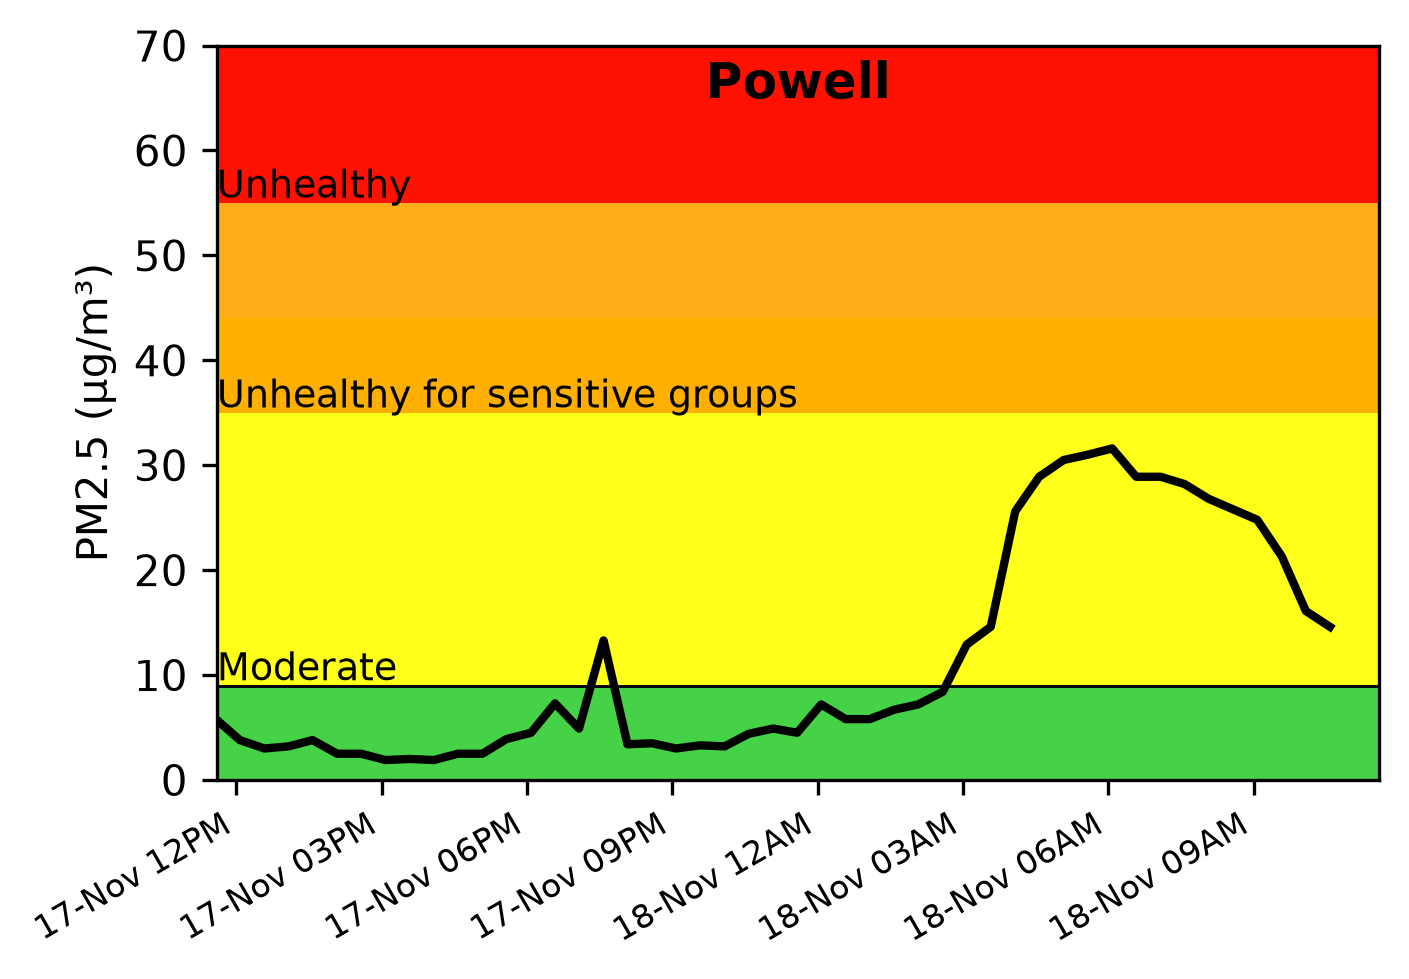 Powell
PM2.5 (µg/m³)
70
60
50
40
30
20
10
0
Unhealthy
Unhealthy for sensitive groups
Moderate
17-Nov 12PM
17-Nov 03PM
17-Nov 06PM
17-Nov 09PM
18-Nov 12AM
18-Nov 03AM
18-Nov 06AM
18-Nov 09AM